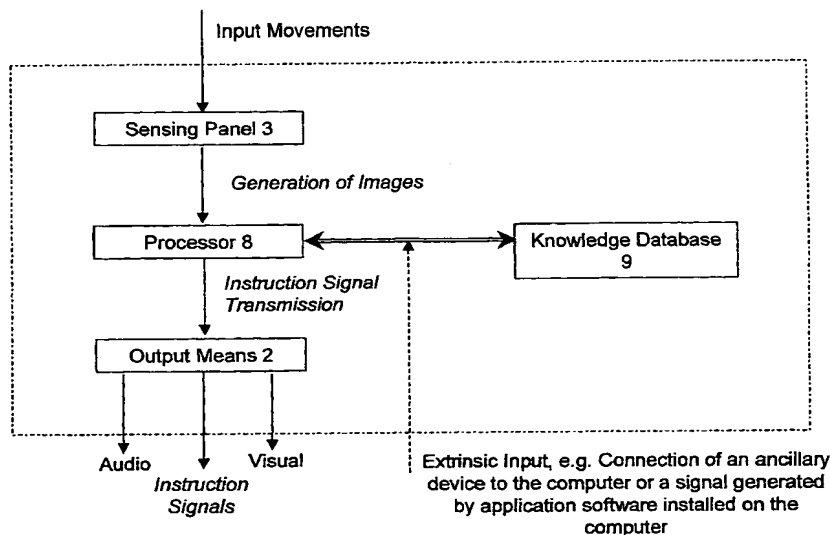 Input Movements
Sensing Panel 3
Generation of Images
Processor 8
Knowledge Database
9
Instruction Signal
Transmission
Output Means 2
Audio
Instruction
Signals
Visual
Extrinsic Input, e.g. Connection of an ancillary
device to the computer or a signal generated
by application software installed on the
computer